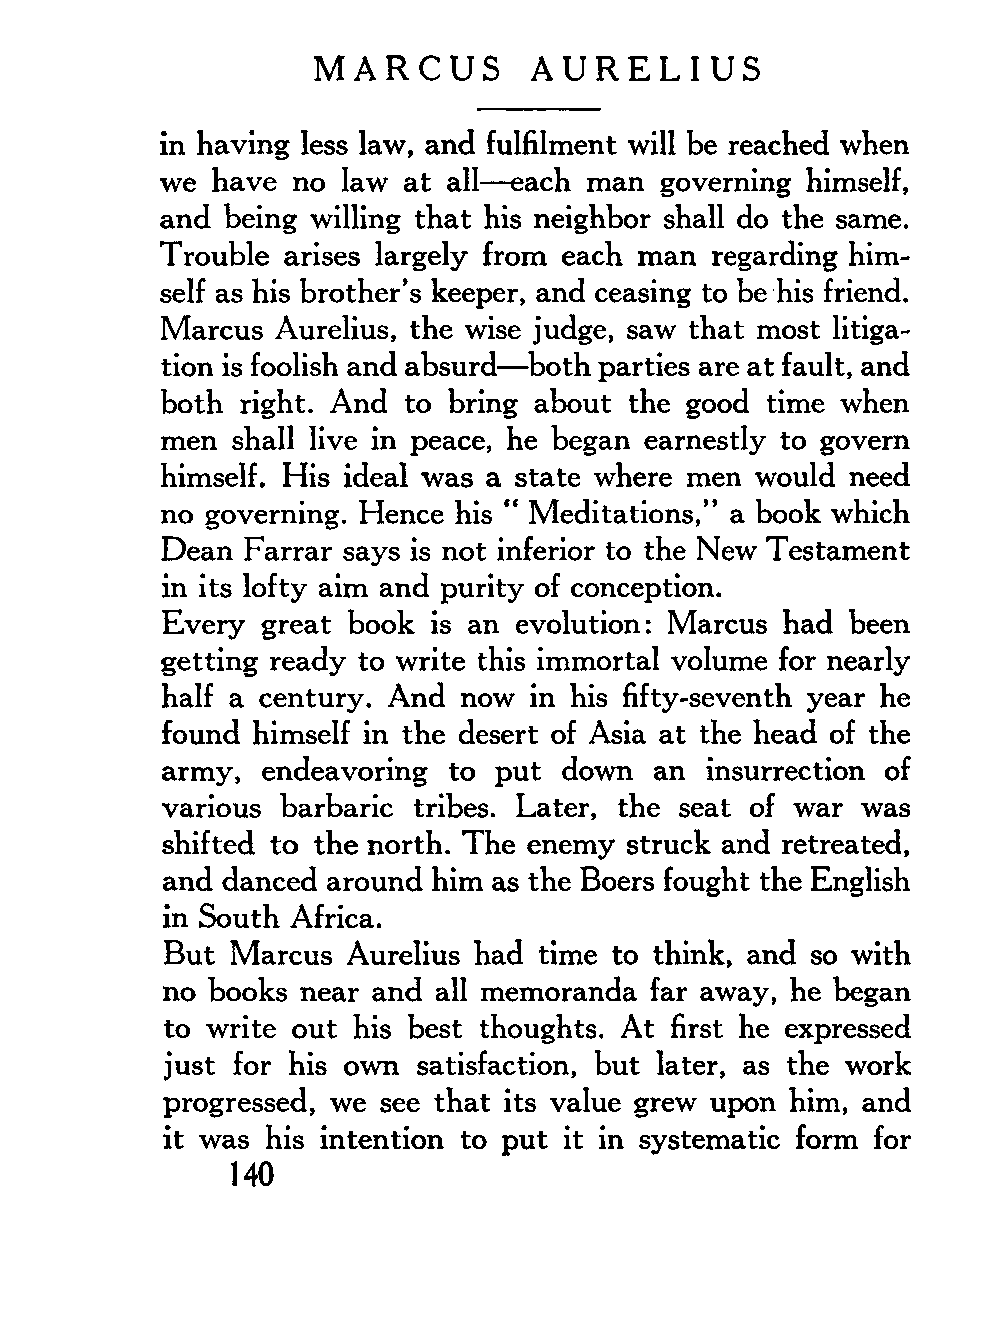 MARCUS AURELIUS
in having less law, and fulfilment will be reached when
we have no law at all—each man governing himself,
and being willing that his neighbor shall do the same.
Trouble arises largely from each man regarding him-
self as his brother's keeper, and ceasing to be his friend.
Marcus Aurelius, the wise judge, saw that most litiga-
tion is foolish and absurd—both parties are at fault, and
both right. And to bring about the good time when
men shall live in peace, he began earnestly to govern
himself. His ideal was a state where men would need
no governing. Hence his " Meditations," a book which
Dean Farrar says is not inferior to the New Testament
in its lofty aim and purity of conception.
Every great book is an evolution: Marcus had been
getting ready to write this immortal volume for nearly
half a century. And now in his fifty-seventh year he
found himself in the desert of Asia at the head of the
army, endeavoring to put down an insurrection of
various barbaric tribes. Later, the seat of war was
shifted to the north. The enemy struck and retreated,
and danced around him as the Boers fought the English
in South Africa.
But Marcus Aurelius had time to think, and so with
no books near and all memoranda far away, he began
to write out his best thoughts. At first he expressed
just for his own satisfaction, but later, as the work
progressed, we see that its value grew upon him, and
it was his intention to put it in systematic form for
140